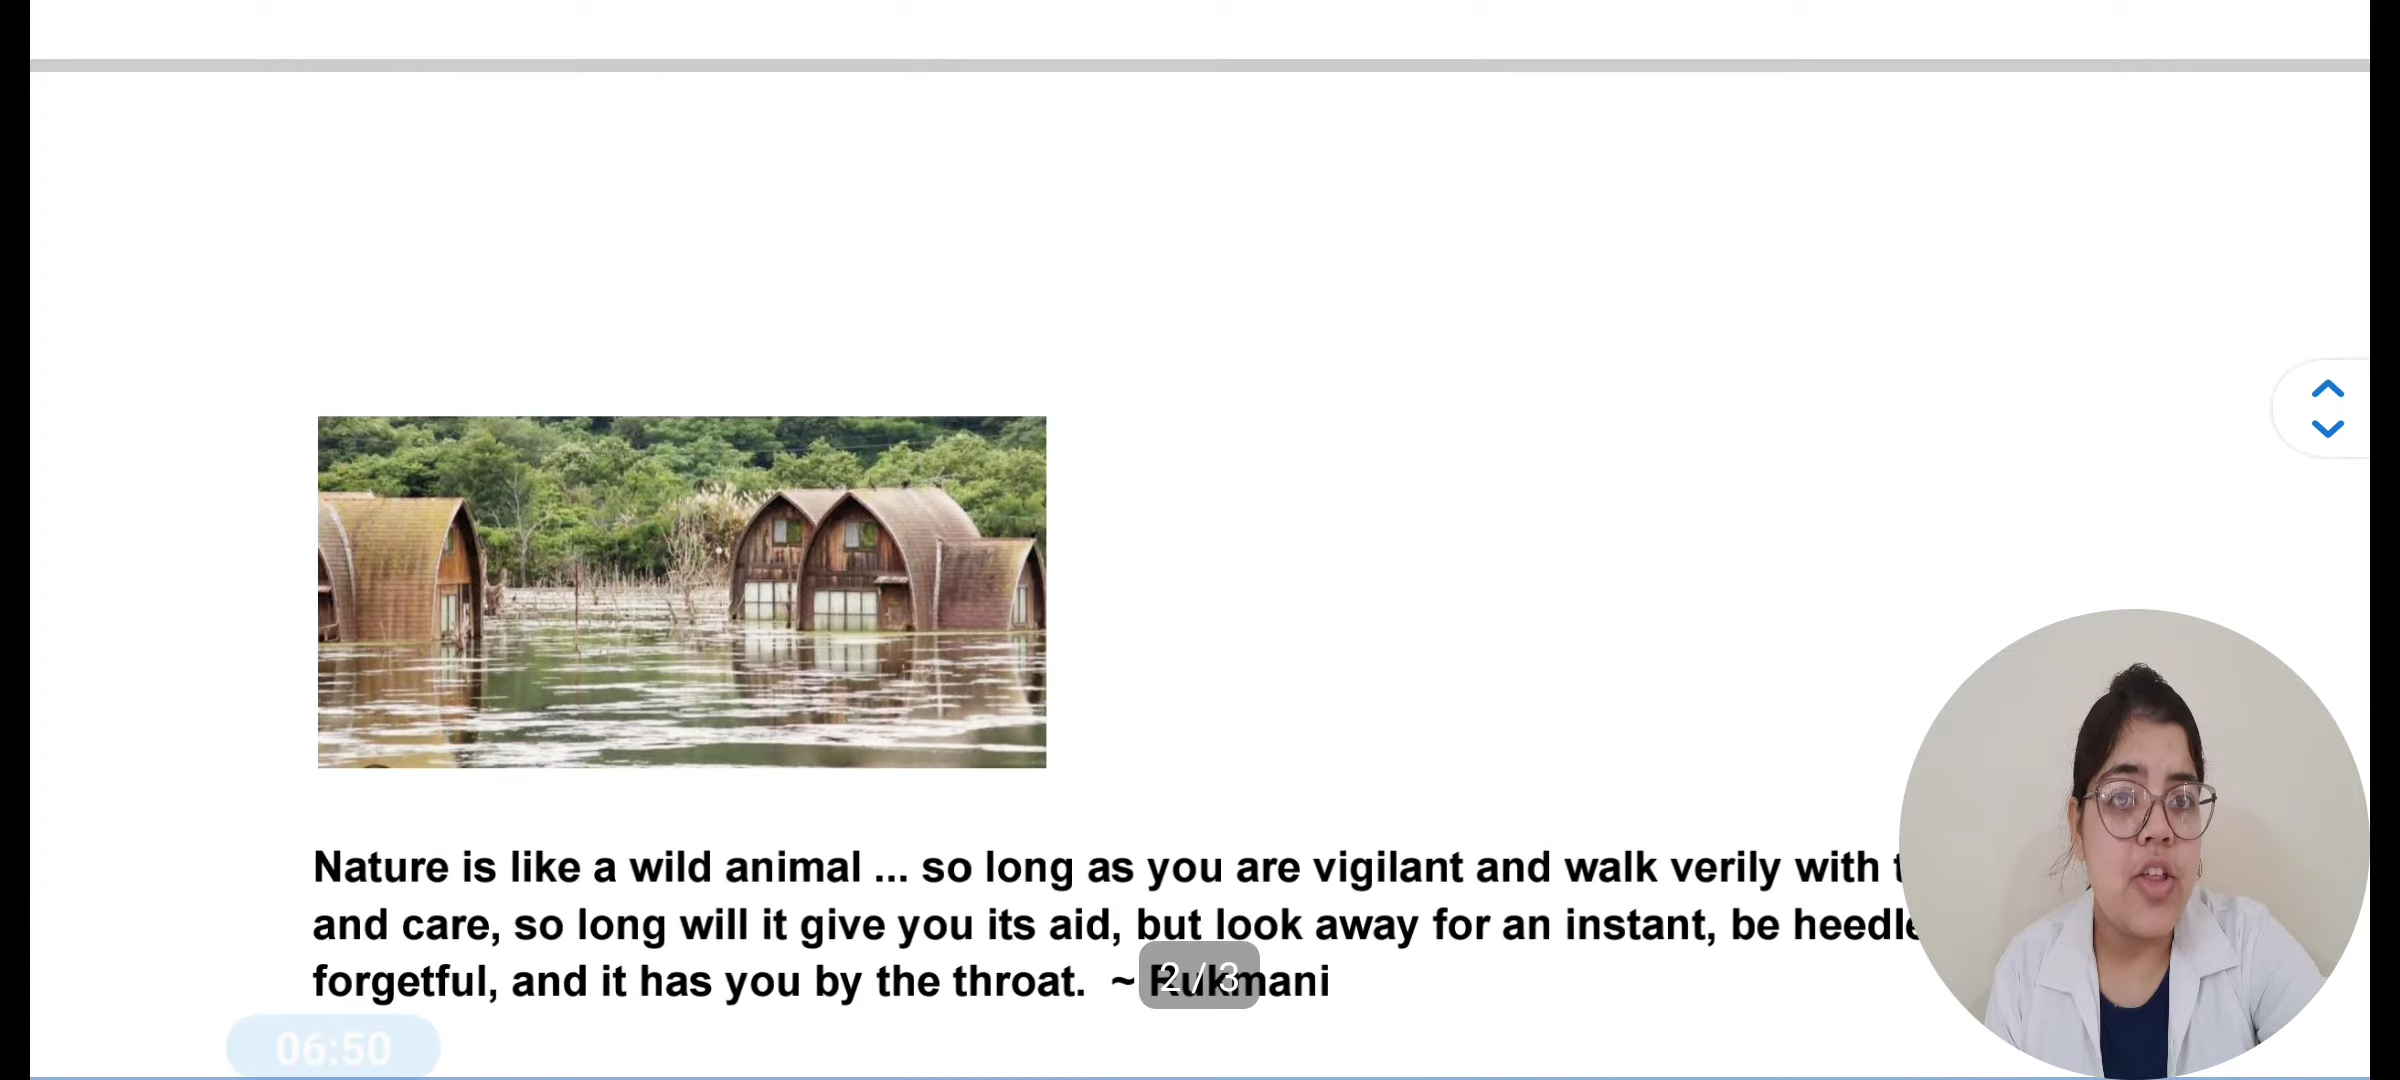 Nature is like a wild animal ... so long as you are vigilant and walk verily with
and care, so long will it give you its aid, but look away for an instant, be
forgetful, and it has you by the throat. ~ Rukmani
2 / 3
06:50